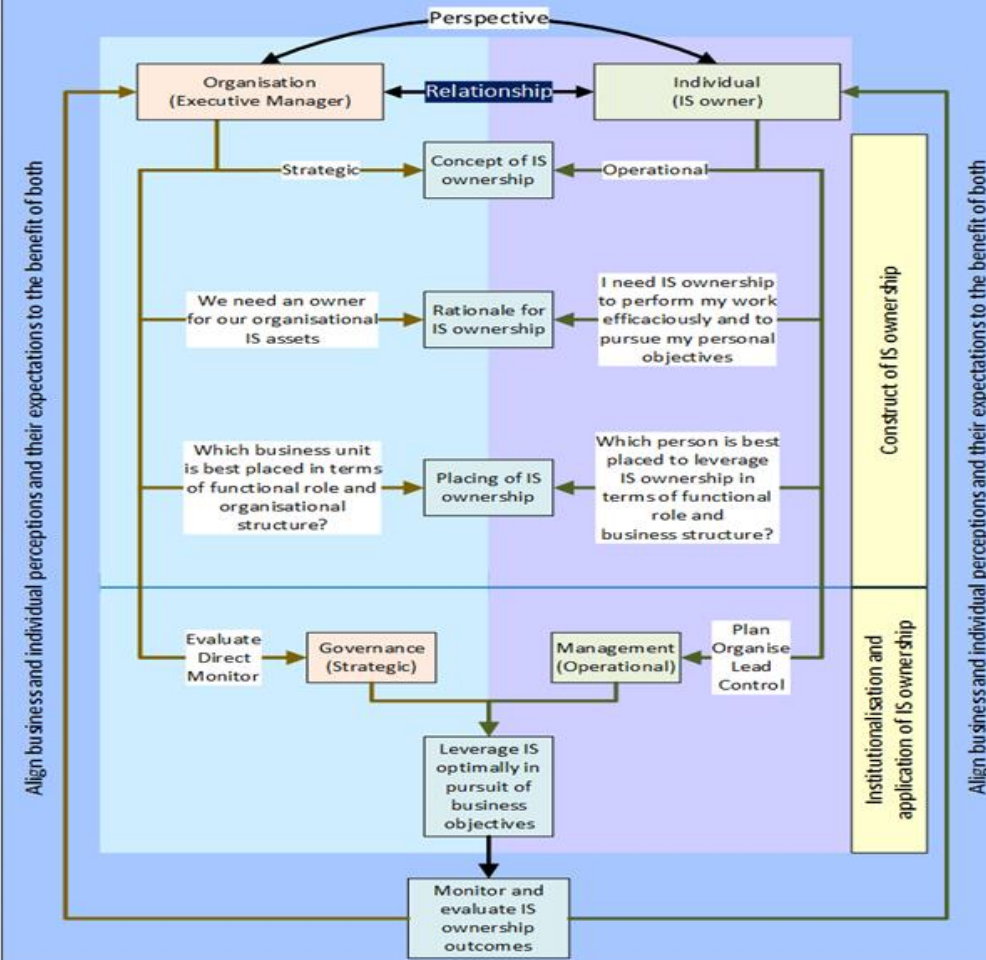 Perspective
Organisation
(Executive Manager)
Relationship
Individual
(IS owner)
Strategic
Concept of IS
ownership
Operational
We need an owner
for our organisational
IS assets
Rationale for
IS ownership
I need IS ownership
to perform my work
efficaciously and to
pursue my personal
objectives
Which business unit
is best placed in terms
of functional role and
organisational
structure?
Placing of IS
ownership
Which person is best
placed to leverage
IS ownership in
terms of functional
role and
business structure?
Construct of IS ownership
Evaluate
Direct
Monitor
Governance
(Strategic)
Management
(Operational)
Plan
Organise
Lead
Control
Institutionalisation and
application of IS ownership
Leverage IS
optimally in
pursuit of
business
objectives
Monitor and
evaluate IS
ownership
outcomes
Align business and individual perceptions and their expectations to the benefit of both
Align business and individual perceptions and their expectations to the benefit of both